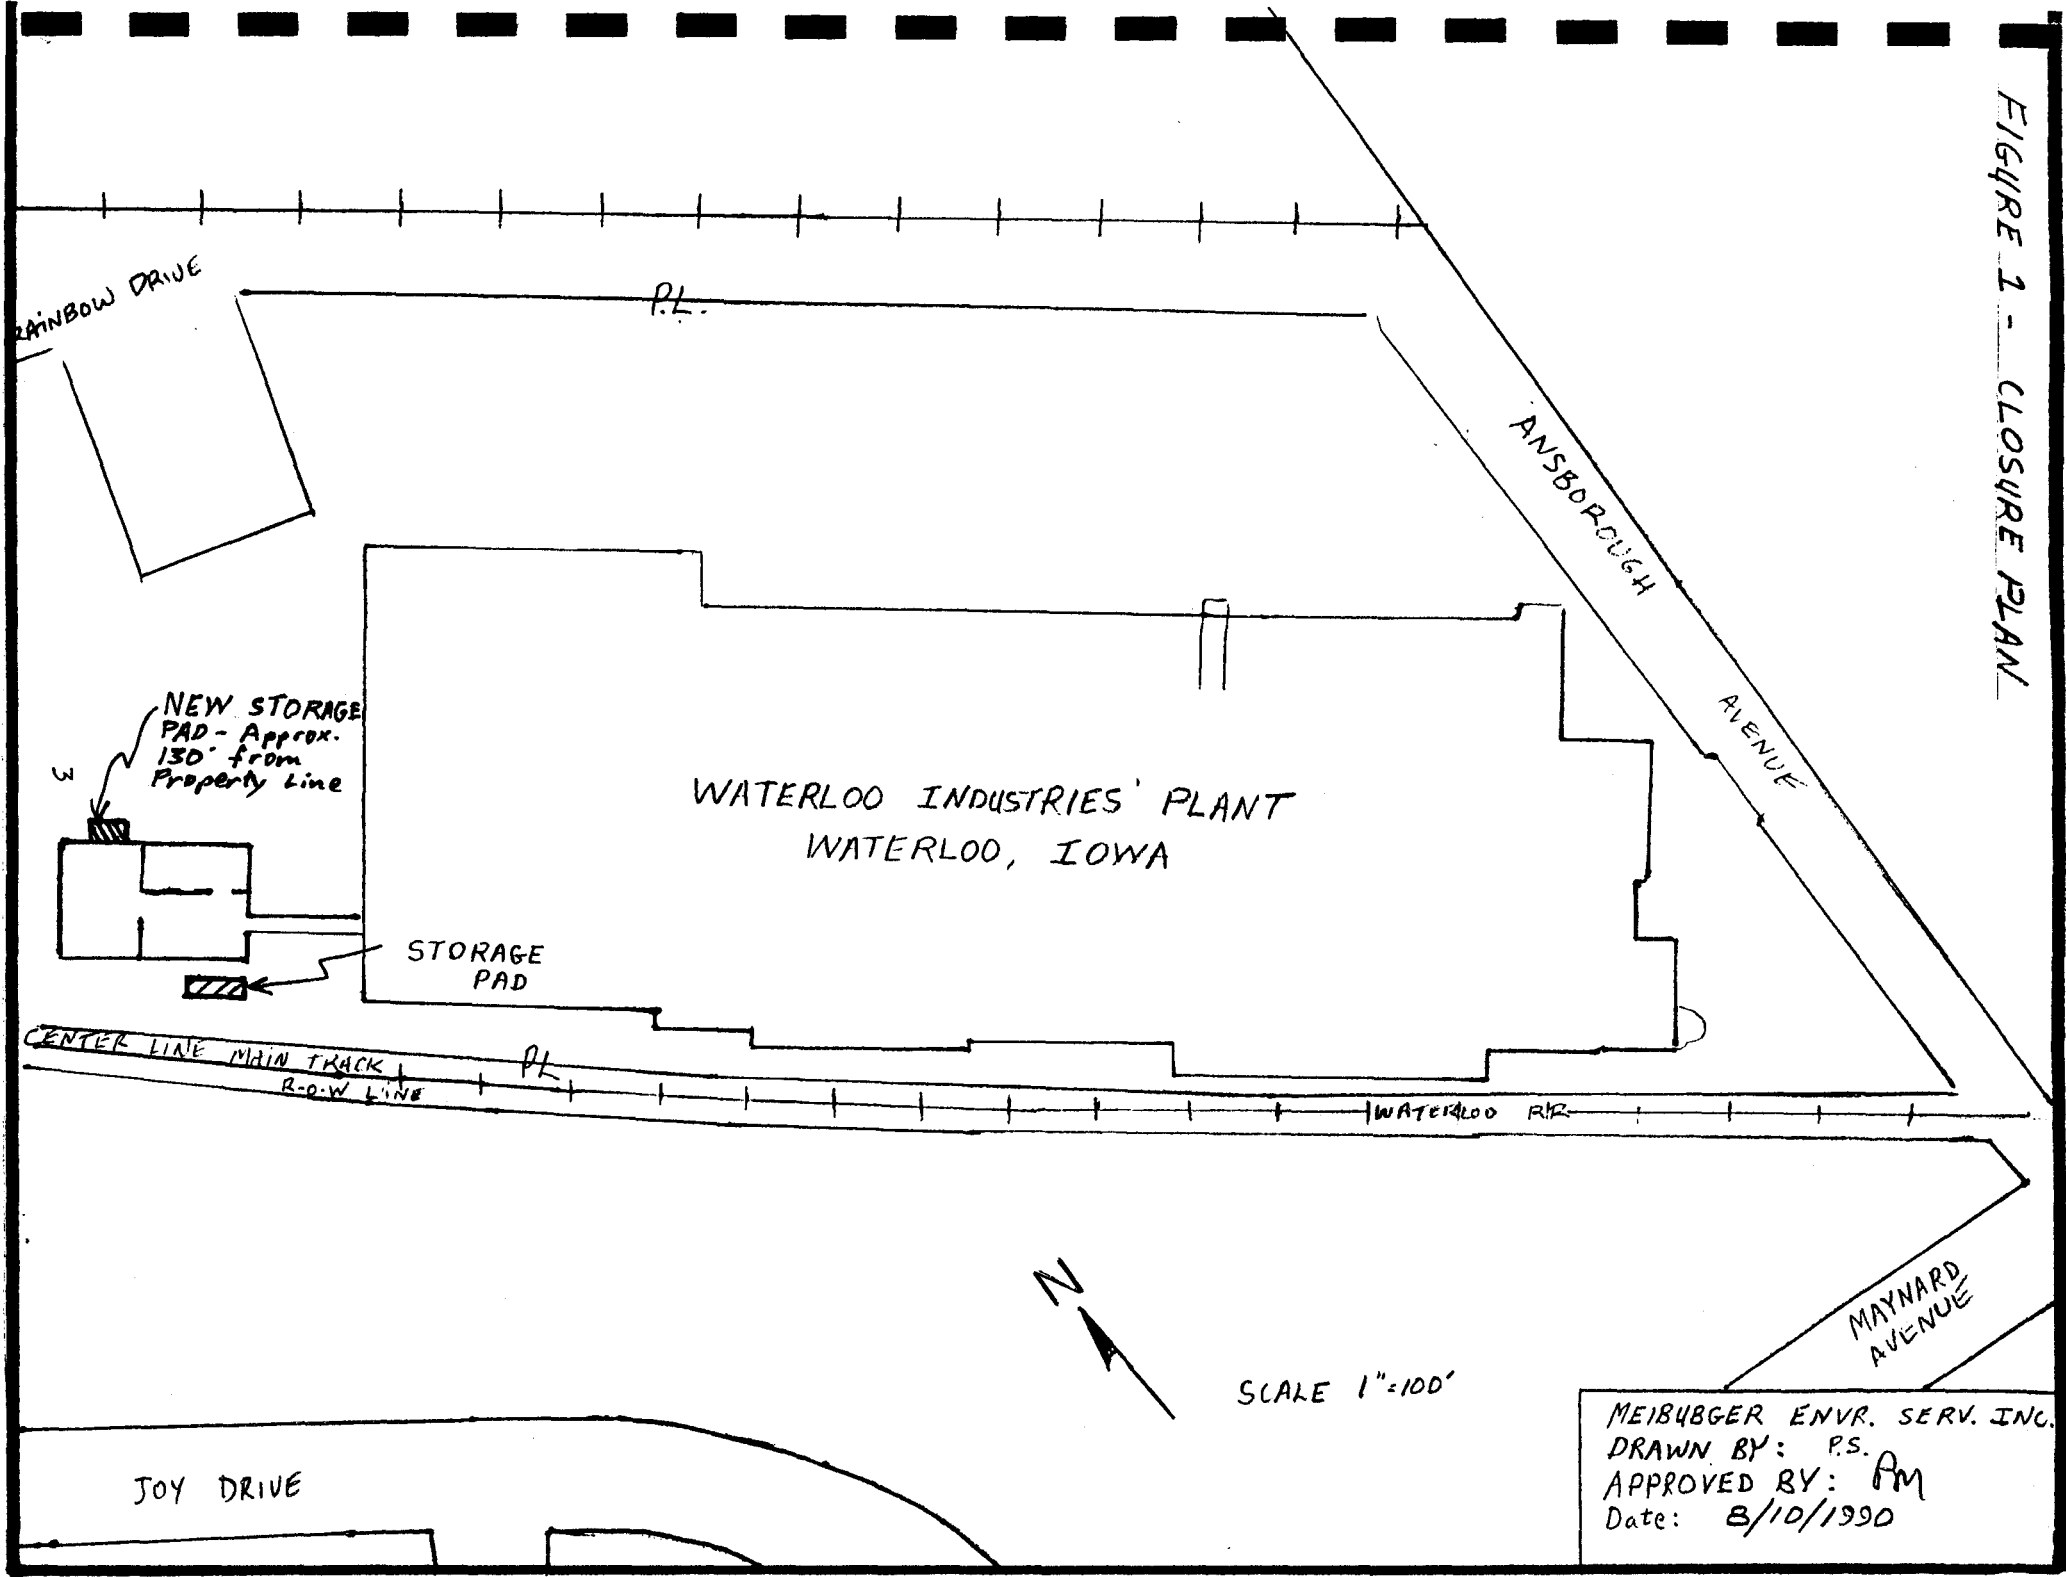 FIGURE 1 - CLOSURE PLAN
RAINBOW DRIVE
P.L.
ANSBOROUGH
AVENUE
NEW STORAGE
PAD - Approx.
130' from
Property Line
3
WATERLOO INDUSTRIES' PLANT
WATERLOO, IOWA
STORAGE
PAD
CENTER LINE MAIN TRACK
PL
R-O-W LINE
WATERLOO RR
N
SCALE 1"=100'
MAYNARD
AVENUE
JOY DRIVE
MEIBUBGER ENVR. SERV. INC.
DRAWN BY: P.S.
APPROVED BY: PM
Date: 8/10/1990